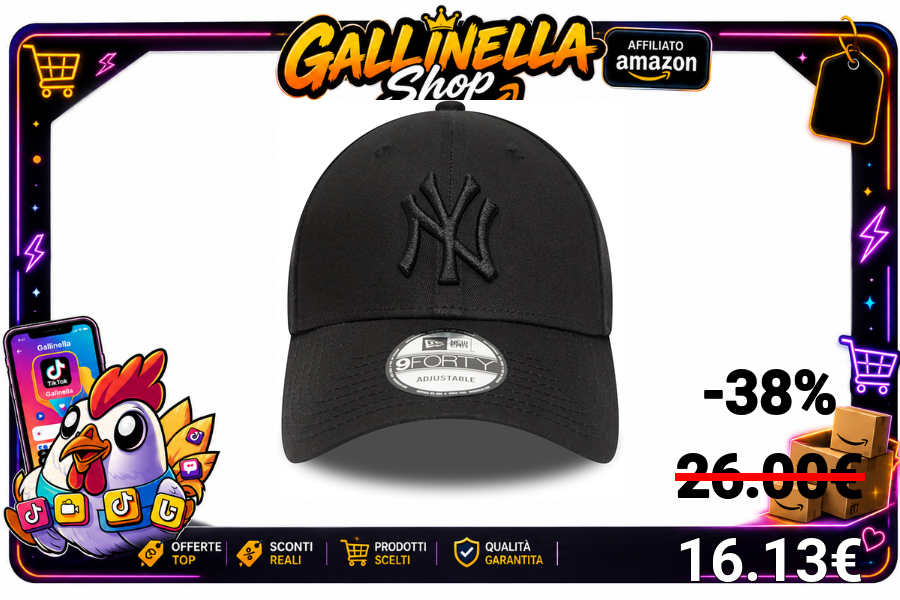 GALLINELLA
Shop
AFFILIATO
amazon
NY
NEW ERA
9FORTY
ADJUSTABLE
Gallinella
TikTok
Gallinella
-38%
26.00€
16.13€
OFFERTE
TOP
SCONTI
REALI
PRODOTTI
SCELTI
QUALITÀ
GARANTITA